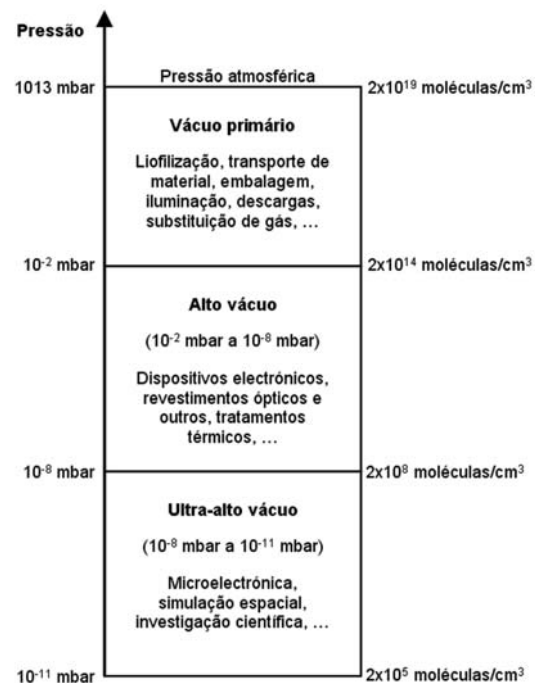 Pressão
1013 mbar
Pressão atmosférica
2x10¹⁹ moléculas/cm³
Vácuo primário
Liofilização, transporte de
material, embalagem,
iluminação, descargas,
substituição de gás, ...
10⁻² mbar
2x10¹⁴ moléculas/cm³
Alto vácuo
(10⁻² mbar a 10⁻⁸ mbar)
Dispositivos electrónicos,
revestimentos ópticos e
outros, tratamentos
térmicos, ...
10⁻⁸ mbar
2x10⁸ moléculas/cm³
Ultra-alto vácuo
(10⁻⁸ mbar a 10⁻¹¹ mbar)
Microelectrónica,
simulação espacial,
investigação científica, ...
10⁻¹¹ mbar
2x10⁵ moléculas/cm³